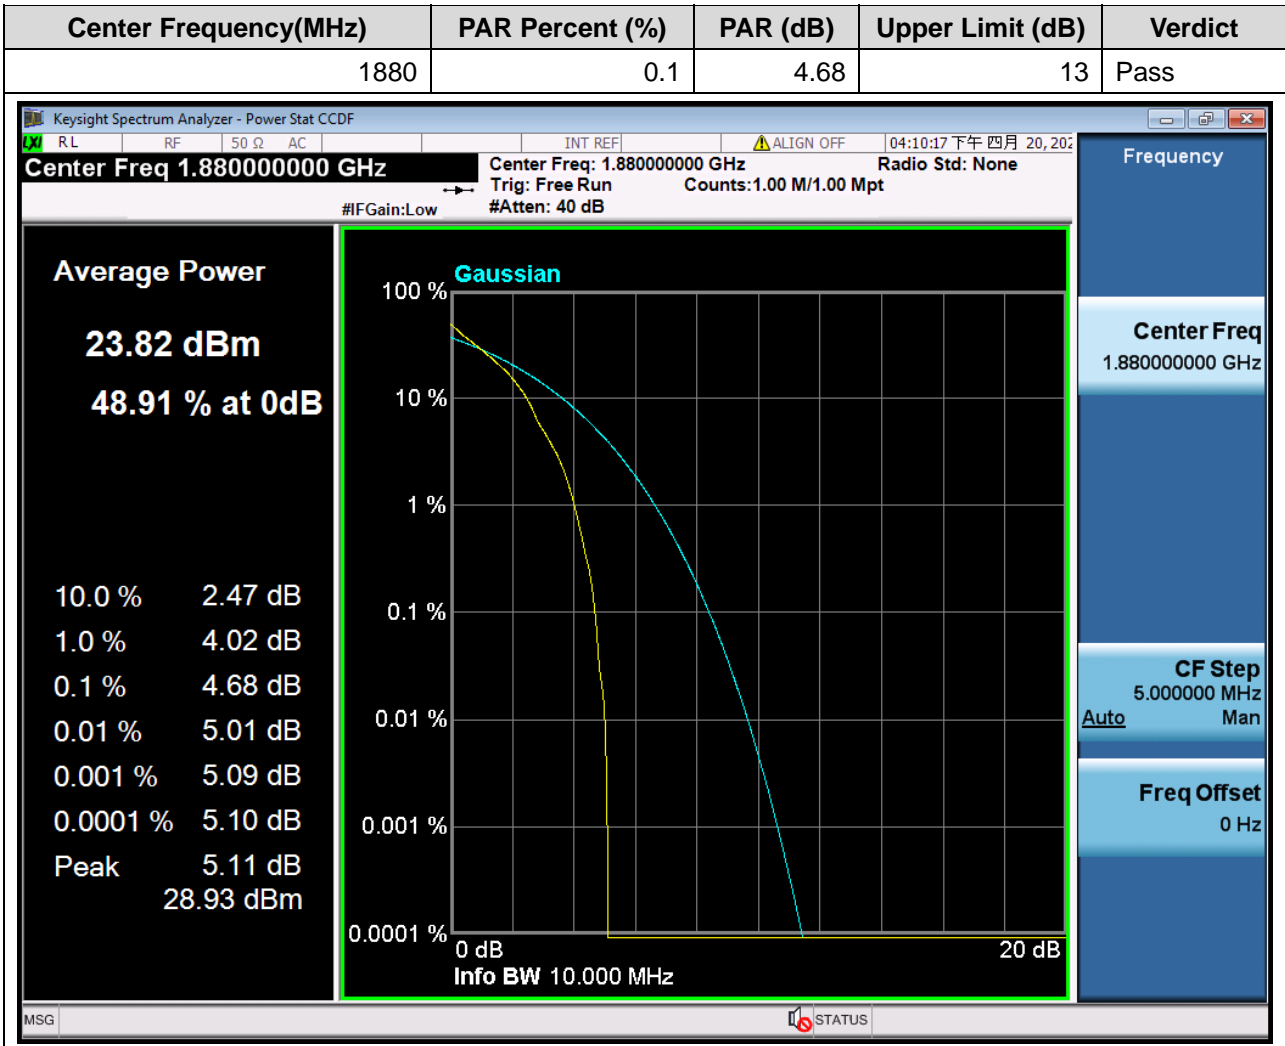 Center Frequency(MHz) PAR Percent (%) PAR (dB) Upper Limit (dB) Verdict
1880 0.1 4.68 13 Pass
Keysight Spectrum Analyzer - Power Stat CCDF
LXI RL RF 50 Ω AC INT REF ALIGN OFF 04:10:17 下午 四月 20, 202
Center Freq 1.880000000 GHz
Center Freq: 1.880000000 GHz Radio Std: None
Trig: Free Run Counts:1.00 M/1.00 Mpt
#IFGain:Low #Atten: 40 dB
Average Power
23.82 dBm
48.91 % at 0dB
10.0 % 2.47 dB
1.0 % 4.02 dB
0.1 % 4.68 dB
0.01 % 5.01 dB
0.001 % 5.09 dB
0.0001 % 5.10 dB
Peak 5.11 dB
28.93 dBm
Gaussian
100 %
10 %
1 %
0.1 %
0.01 %
0.001 %
0.0001 %
0 dB 20 dB
Info BW 10.000 MHz
Frequency
Center Freq
1.880000000 GHz
CF Step
5.000000 MHz
Auto Man
Freq Offset
0 Hz
MSG STATUS